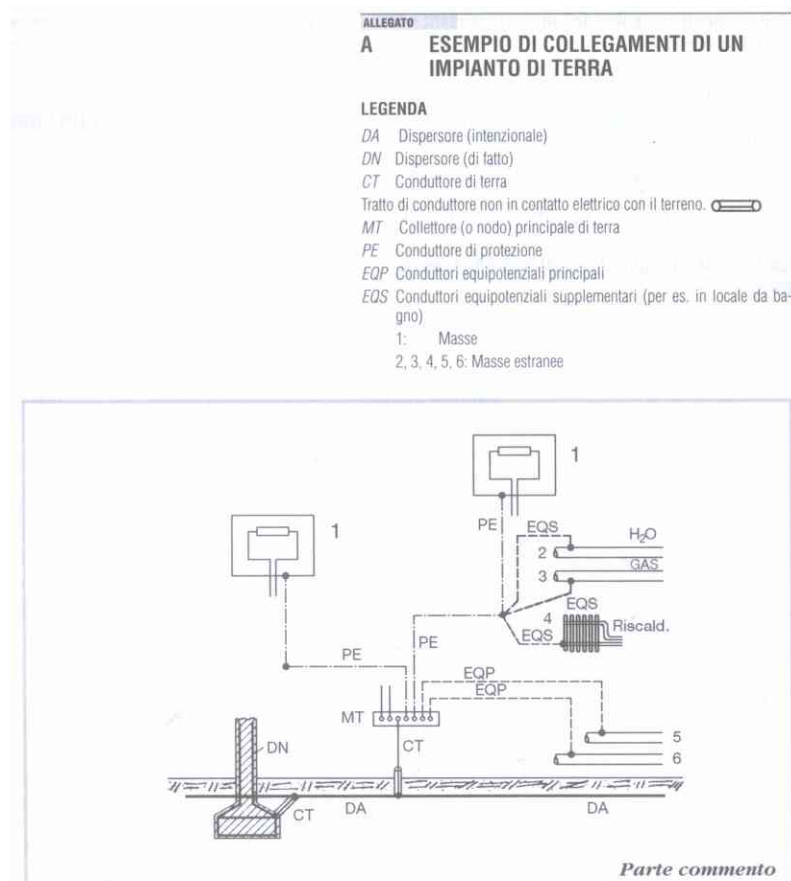 ALLEGATO
A ESEMPIO DI COLLEGAMENTI DI UN
IMPIANTO DI TERRA
LEGENDA
DA Dispersore (intenzionale)
DN Dispersore (di fatto)
CT Conduttore di terra
Tratto di conduttore non in contatto elettrico con il terreno.
MT Collettore (o nodo) principale di terra
PE Conduttore di protezione
EQP Conduttori equipotenziali principali
EQS Conduttori equipotenziali supplementari (per es. in locale da ba-
gno)
1: Masse
2, 3, 4, 5, 6: Masse estranee
1
1
PE
EQS
H2O
2
GAS
3
EQS
4
Riscald.
EQS
PE
PE
EQP
EQP
MT
5
DN
CT
6
CT
DA
DA
Parte commento